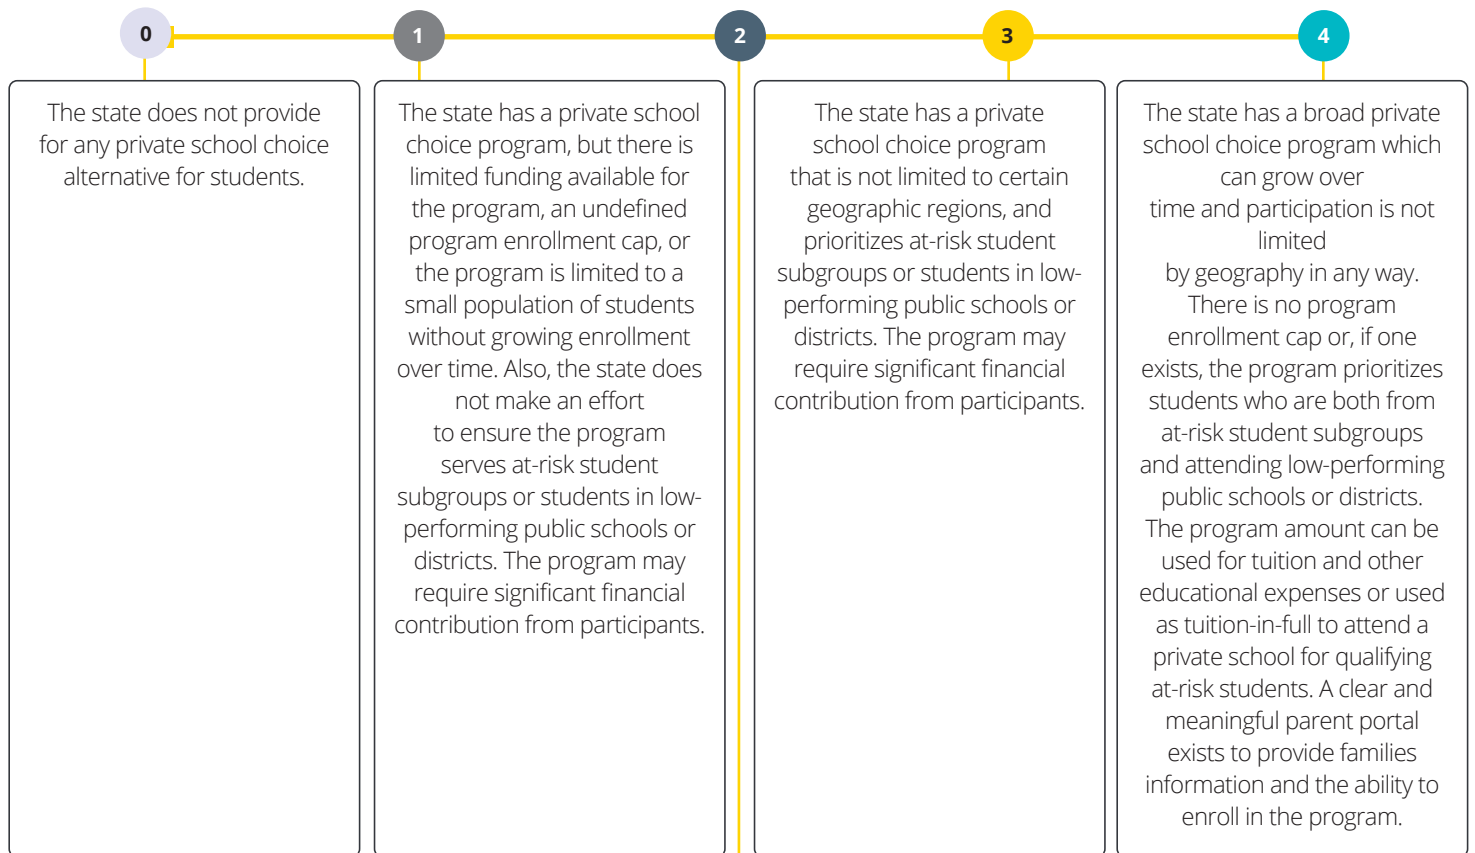 0
1
2
3
4
The state does not provide
for any private school choice
alternative for students.
The state has a private school
choice program, but there is
limited funding available for
the program, an undefined
program enrollment cap, or
the program is limited to a
small population of students
without growing enrollment
over time. Also, the state does
not make an effort
to ensure the program
serves at-risk student
subgroups or students in low-
performing public schools or
districts. The program may
require significant financial
contribution from participants.
The state has a private
school choice program
that is not limited to certain
geographic regions, and
prioritizes at-risk student
subgroups or students in low-
performing public schools or
districts. The program may
require significant financial
contribution from participants.
The state has a broad private
school choice program which
can grow over
time and participation is not
limited
by geography in any way.
There is no program
enrollment cap or, if one
exists, the program prioritizes
students who are both from
at-risk student subgroups
and attending low-performing
public schools or districts.
The program amount can be
used for tuition and other
educational expenses or used
as tuition-in-full to attend a
private school for qualifying
at-risk students. A clear and
meaningful parent portal
exists to provide families
information and the ability to
enroll in the program.